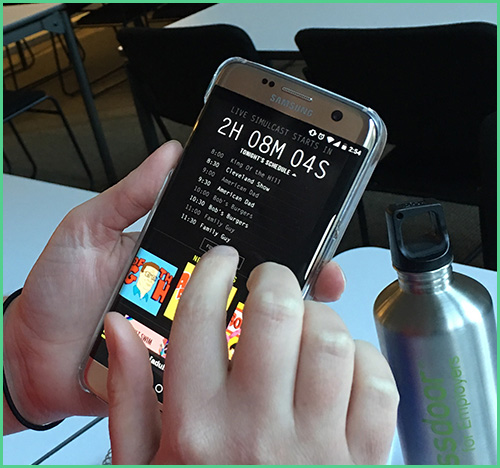 SAMSUNG
2:54
LIVE SIMULCAST STARTS IN
2H 08M 04S
TONIGHT'S SCHEDULE
8:00 King Of the Hill
8:30 Cleveland Show
9:00 American Dad
9:30 American Dad
10:00 Bob's Burgers
10:30 Bob's Burgers
11:00 Family Guy
11:30 Family Guy
ssdoor
for Employers